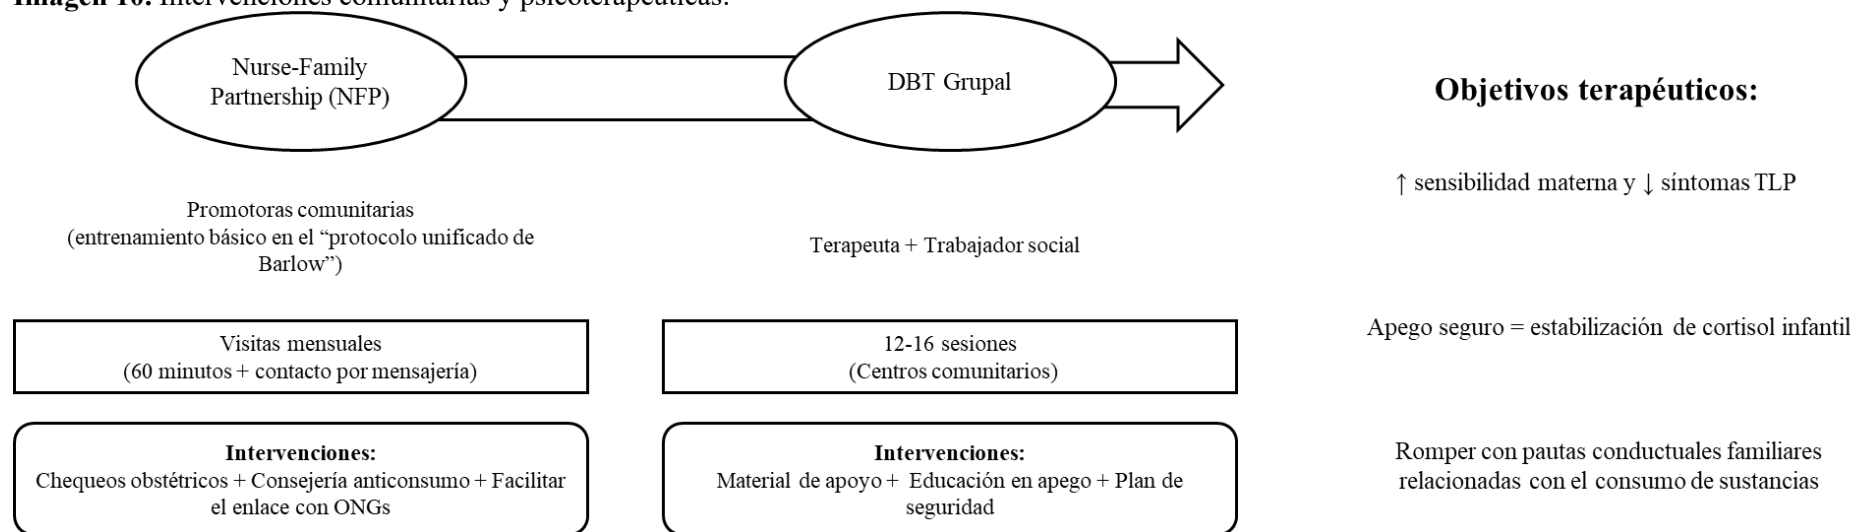 Imagen 10: Intervenciones comunitarias y psicoterapéuticas.
Nurse-Family
Partnership (NFP)
DBT Grupal
Objetivos terapéuticos:
↑ sensibilidad materna y ↓ síntomas TLP
Promotoras comunitarias
(entrenamiento básico en el “protocolo unificado de
Barlow”)
Terapeuta + Trabajador social
Apego seguro = estabilización de cortisol infantil
Visitas mensuales
(60 minutos + contacto por mensajería)
12-16 sesiones
(Centros comunitarios)
Intervenciones:
Chequeos obstétricos + Consejería anticonsumo + Facilitar
el enlace con ONGs
Intervenciones:
Material de apoyo + Educación en apego + Plan de
seguridad
Romper con pautas conductuales familiares
relacionadas con el consumo de sustancias